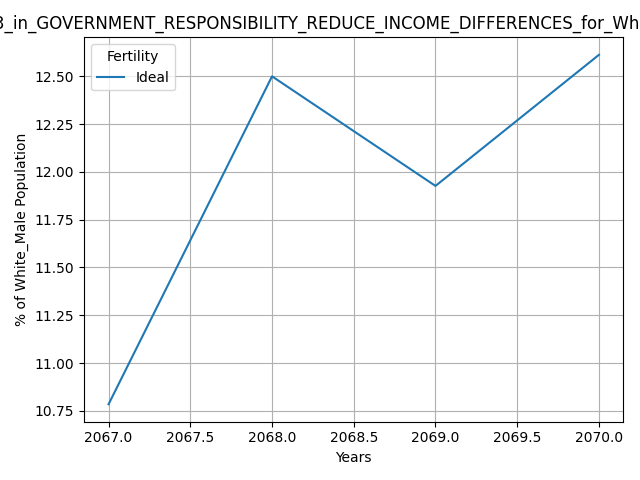 3_in_GOVERNMENT_RESPONSIBILITY_REDUCE_INCOME_DIFFERENCES_for_Wh
Fertility
Ideal
% of White_Male Population
12.50
12.25
12.00
11.75
11.50
11.25
11.00
10.75
2067.0 2067.5 2068.0 2068.5 2069.0 2069.5 2070.0
Years